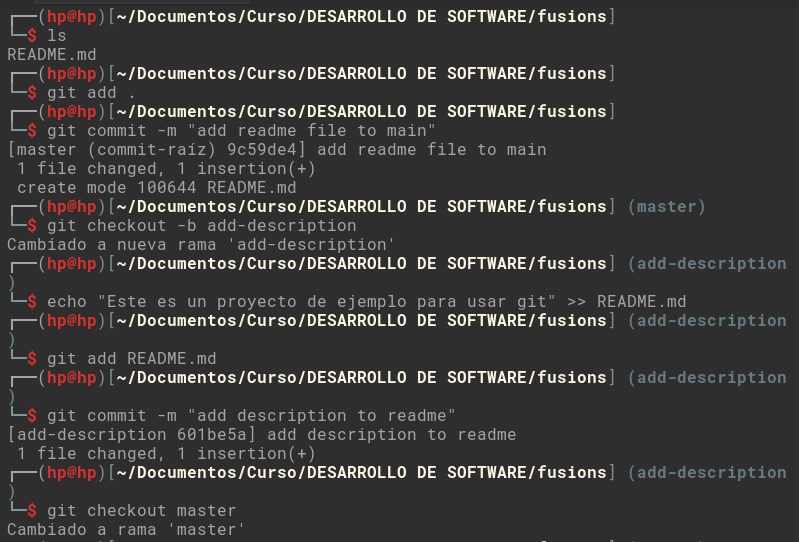 ┌──(hp@hp)[~/Documentos/Curso/DESARROLLO DE SOFTWARE/fusions]
└─$ ls
README.md
┌──(hp@hp)[~/Documentos/Curso/DESARROLLO DE SOFTWARE/fusions]
└─$ git add .
┌──(hp@hp)[~/Documentos/Curso/DESARROLLO DE SOFTWARE/fusions]
└─$ git commit -m "add readme file to main"
[master (commit-raíz) 9c59de4] add readme file to main
 1 file changed, 1 insertion(+)
 create mode 100644 README.md
┌──(hp@hp)[~/Documentos/Curso/DESARROLLO DE SOFTWARE/fusions] (master)
└─$ git checkout -b add-description
Cambiado a nueva rama 'add-description'
┌──(hp@hp)[~/Documentos/Curso/DESARROLLO DE SOFTWARE/fusions] (add-description
)
└─$ echo "Este es un proyecto de ejemplo para usar git" >> README.md
┌──(hp@hp)[~/Documentos/Curso/DESARROLLO DE SOFTWARE/fusions] (add-description
)
└─$ git add README.md
┌──(hp@hp)[~/Documentos/Curso/DESARROLLO DE SOFTWARE/fusions] (add-description
)
└─$ git commit -m "add description to readme"
[add-description 601be5a] add description to readme
 1 file changed, 1 insertion(+)
┌──(hp@hp)[~/Documentos/Curso/DESARROLLO DE SOFTWARE/fusions] (add-description
)
└─$ git checkout master
Cambiado a rama 'master'